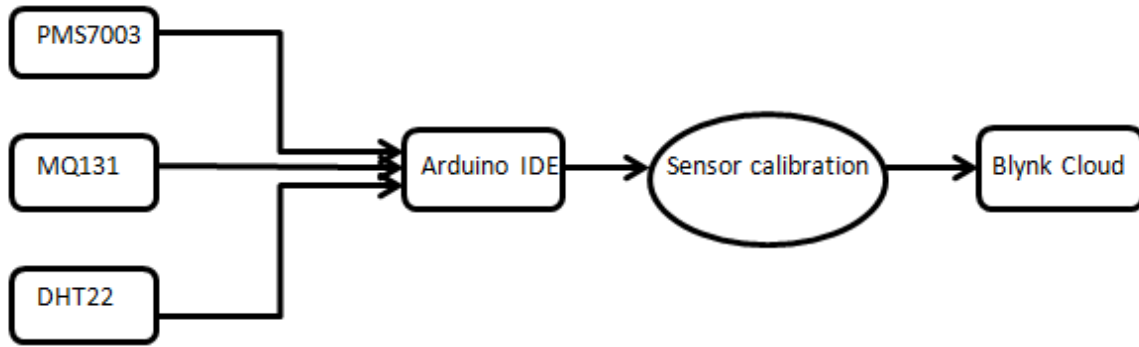 PMS7003
MQ131
DHT22
Arduino IDE
Sensor calibration
Blynk Cloud